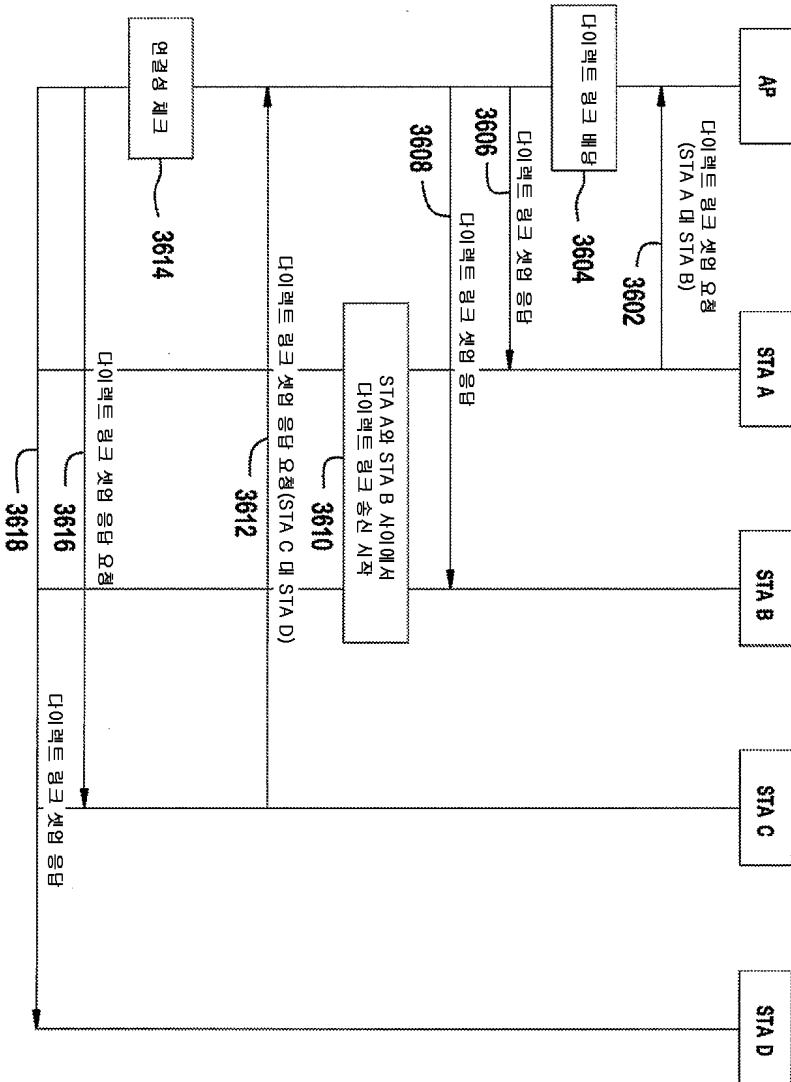 AP
STA A
STA B
STA C
STA D
다이렉트 링크 셋업 요청
(STA A 대 STA B)
3602
다이렉트 링크 배당
3604
다이렉트 링크 셋업 응답
3606
다이렉트 링크 셋업 응답
3608
STA A와 STA B 사이에서
다이렉트 링크 송신 시작
3610
다이렉트 링크 셋업 응답 요청(STA C 대 STA D)
3612
연결성 체크
3614
다이렉트 링크 셋업 응답 요청
3616
다이렉트 링크 셋업 응답
3618